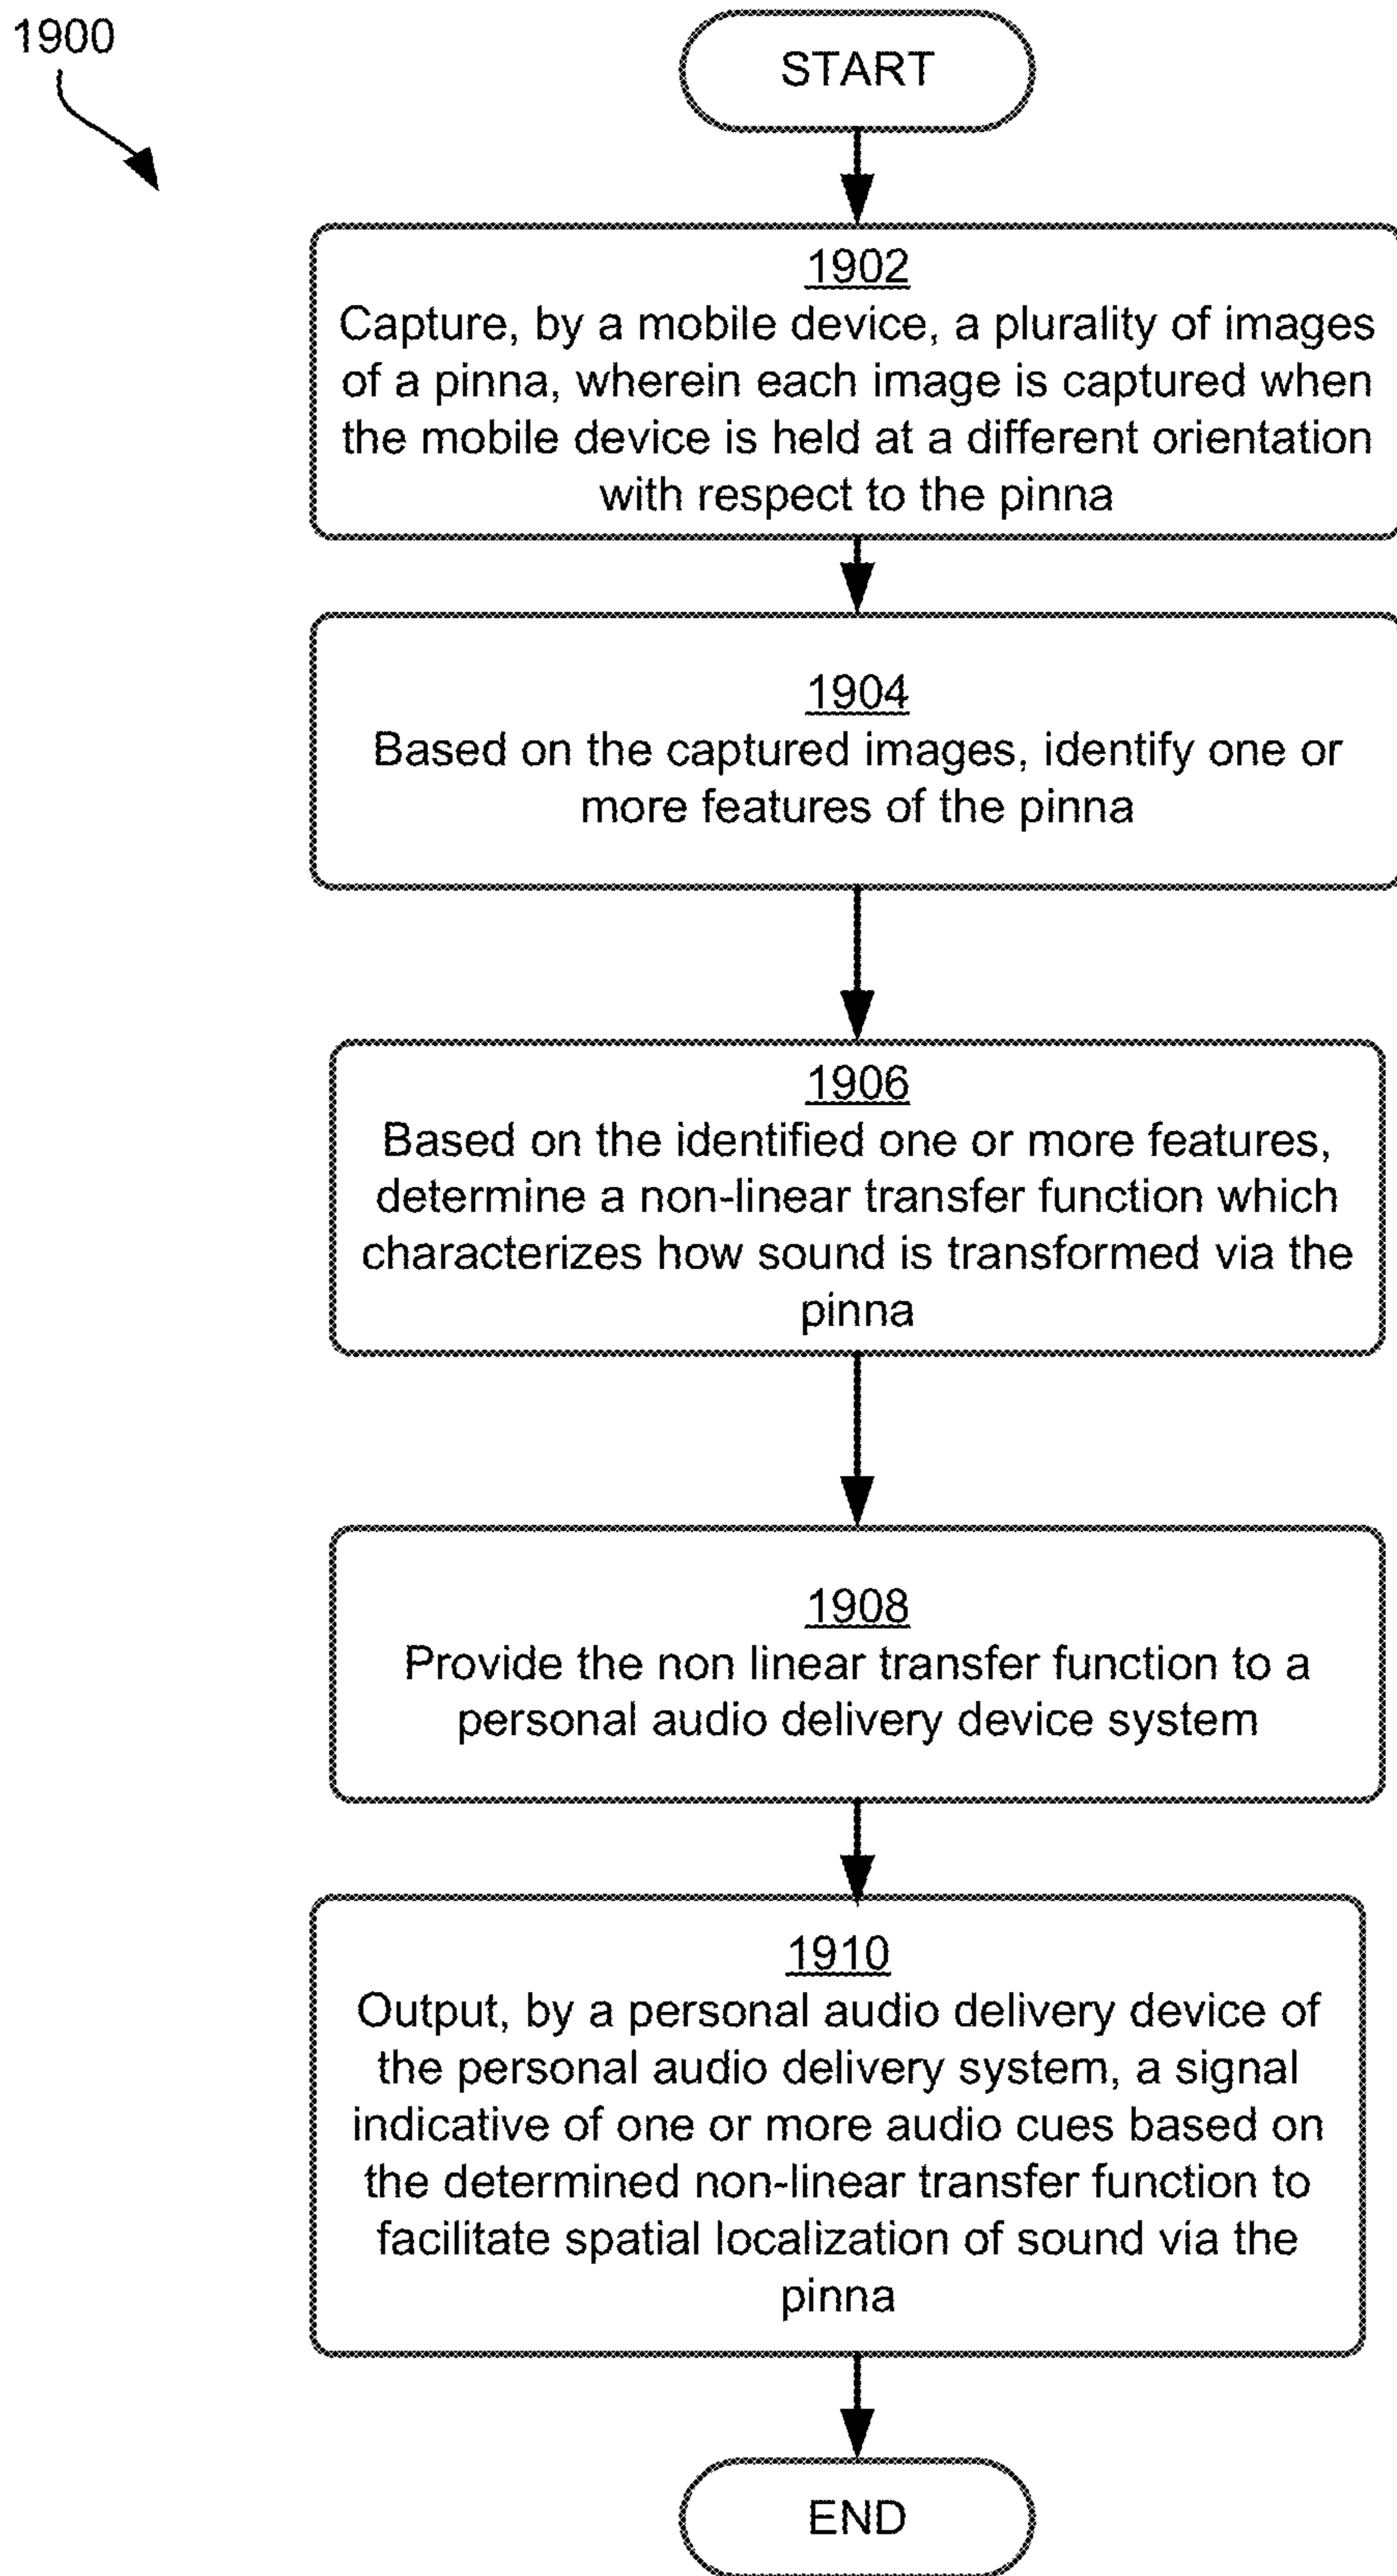 1900
START
1902
Capture, by a mobile device, a plurality of images
of a pinna, wherein each image is captured when
the mobile device is held at a different orientation
with respect to the pinna
1904
Based on the captured images, identify one or
more features of the pinna
1906
Based on the identified one or more features,
determine a non-linear transfer function which
characterizes how sound is transformed via the
pinna
1908
Provide the non linear transfer function to a
personal audio delivery device system
1910
Output, by a personal audio delivery device of
the personal audio delivery system, a signal
indicative of one or more audio cues based on
the determined non-linear transfer function to
facilitate spatial localization of sound via the
pinna
END